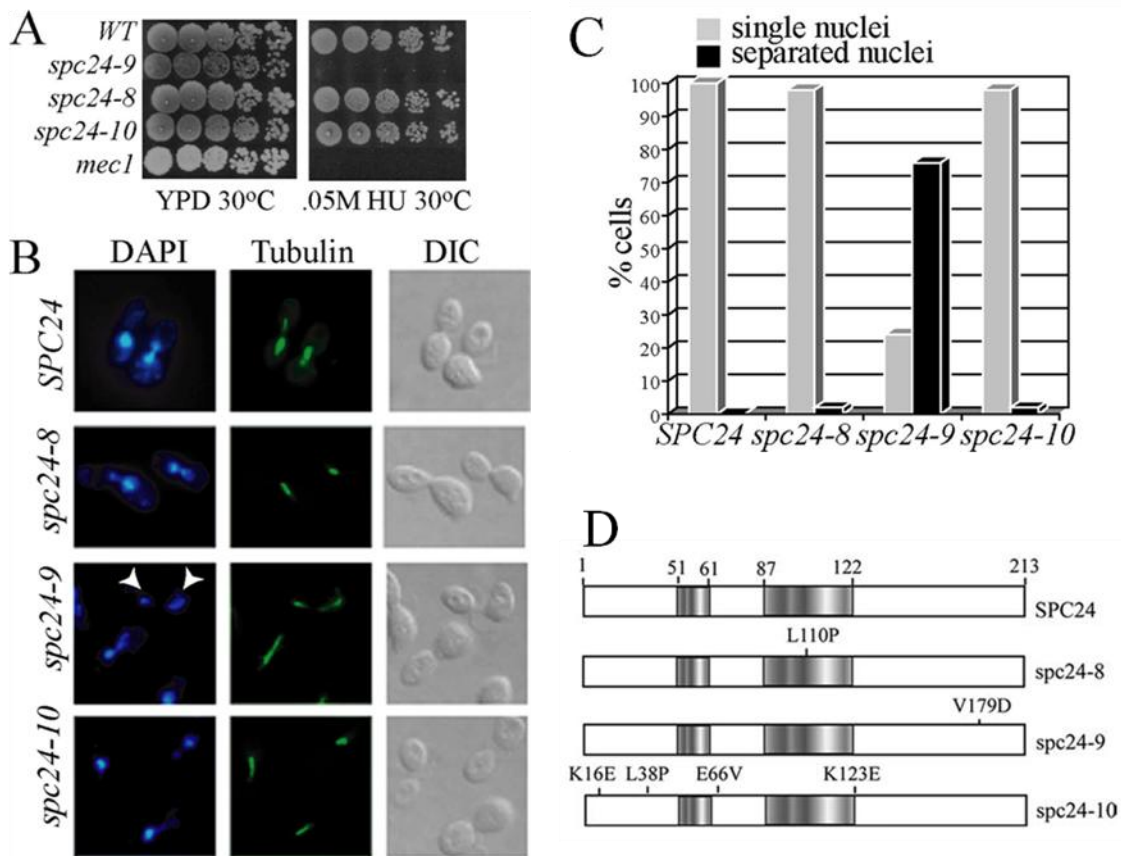 A
WT
spc24-9
spc24-8
spc24-10
mec1
YPD 30°C
.05M HU 30°C
B
DAPI Tubulin DIC
SPC24
spc24-8
spc24-9
spc24-10
C
single nuclei
separated nuclei
% cells
100
90
80
70
60
50
40
30
20
10
0
SPC24 spc24-8 spc24-9 spc24-10
D
1 51 61 87 122 213
SPC24
L110P
spc24-8
V179D
spc24-9
K16E L38P E66V K123E
spc24-10